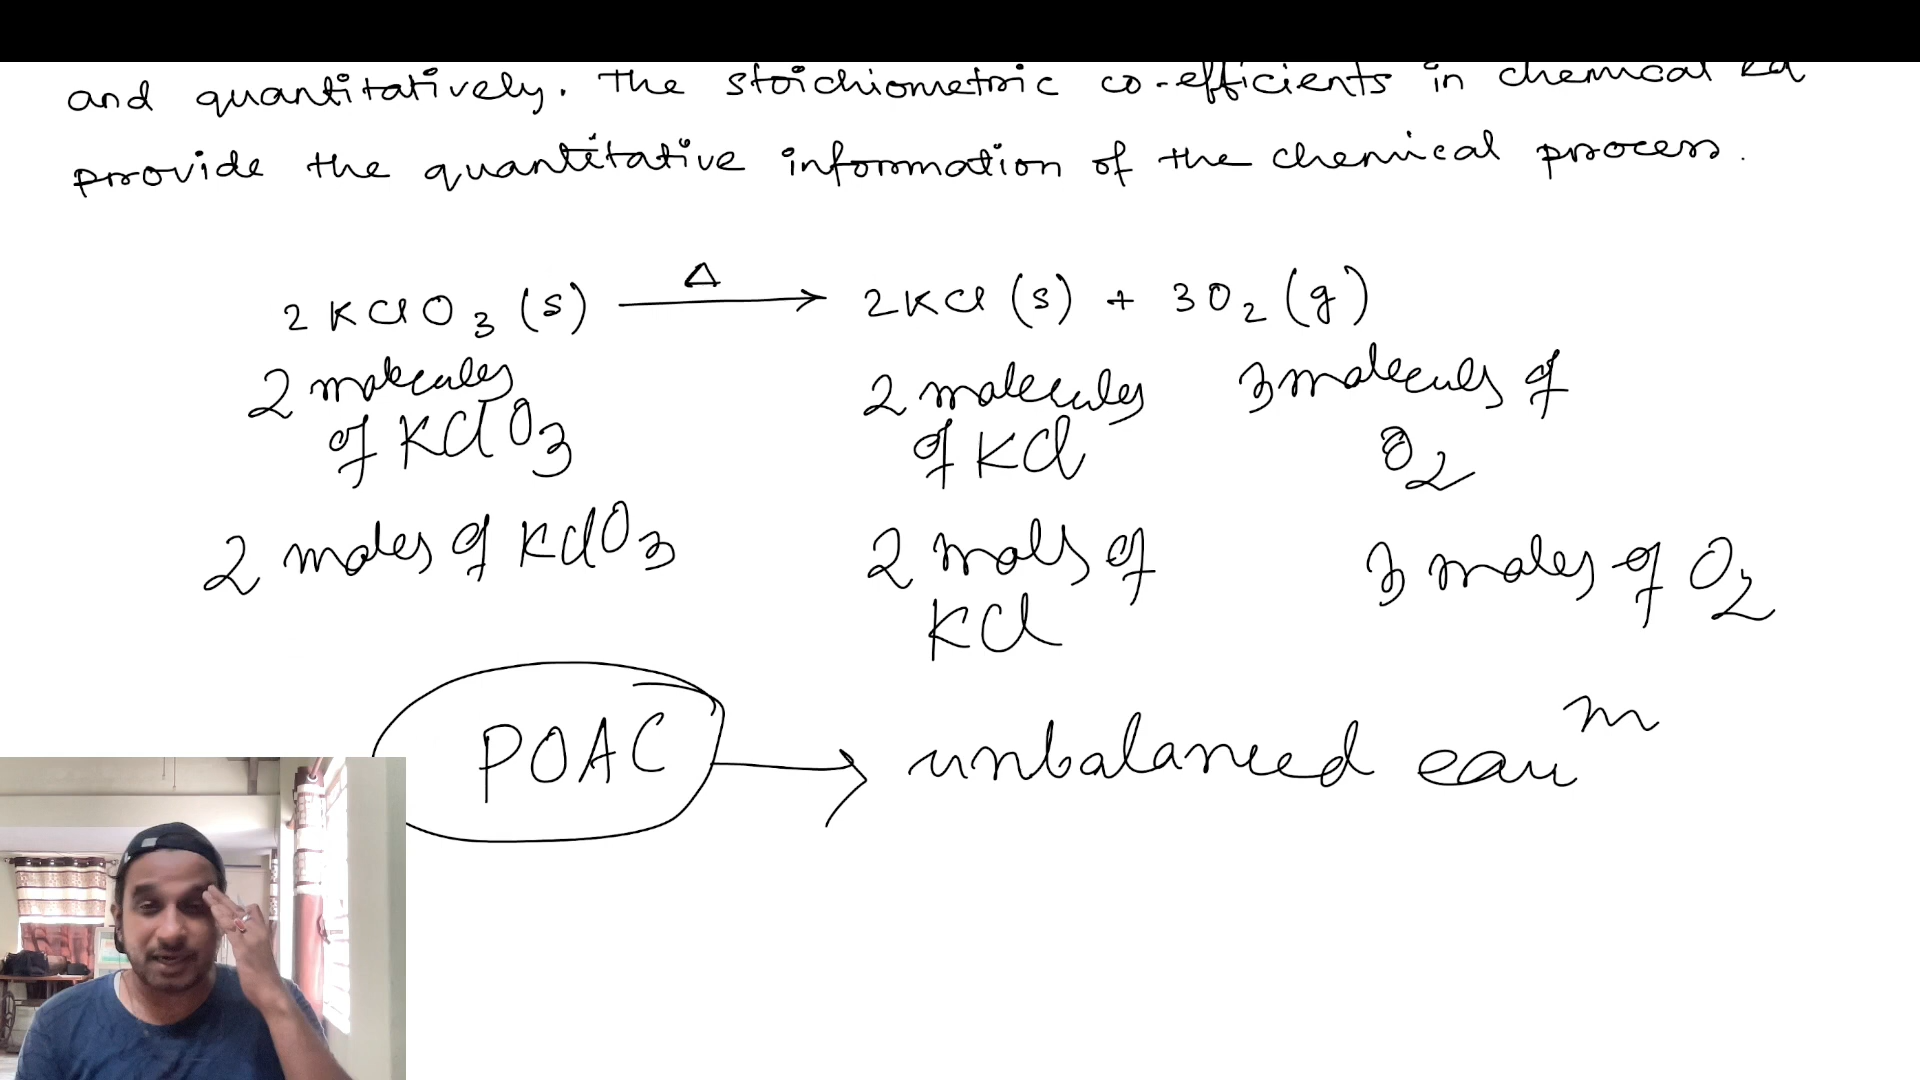 and quantitatively. The stoichiometric co-efficients in chemical
provide the quantitative information of the chemical process.
Δ
2KClO3 (s) ⟶ 2KCl (s) + 3O2 (g)
2 molecules of KClO3
2 molecules of KCl
3 molecules of O2
2 moles of KClO3
2 moles of KCl
3 moles of O2
POAC → unbalanced